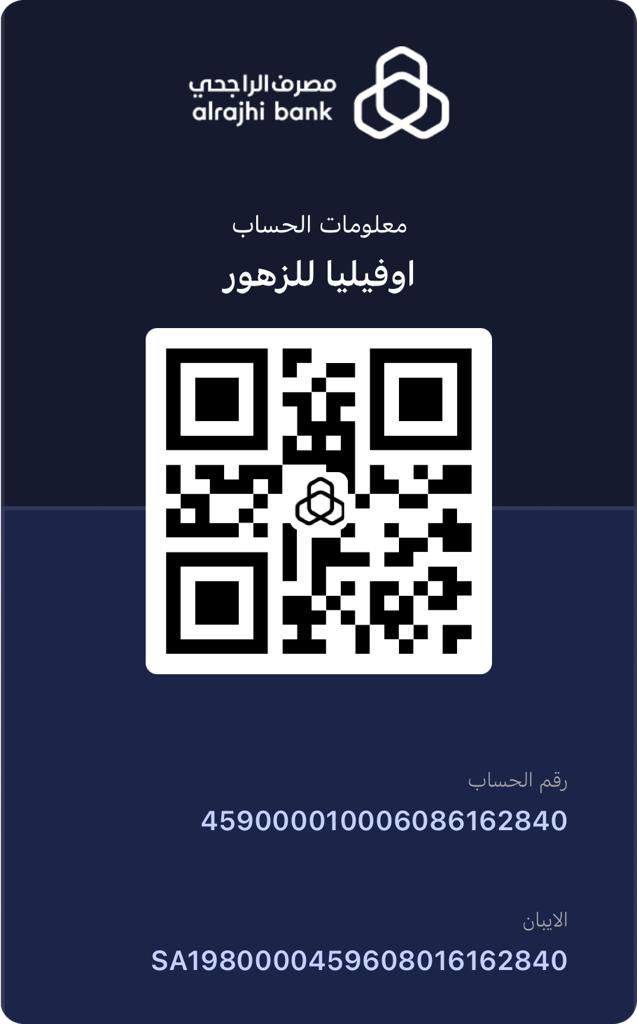 مصرف الراجحي
alrajhi bank
معلومات الحساب
اوفيليا للزهور
رقم الحساب
459000010006086162840
الايبان
SA1980000459608016162840